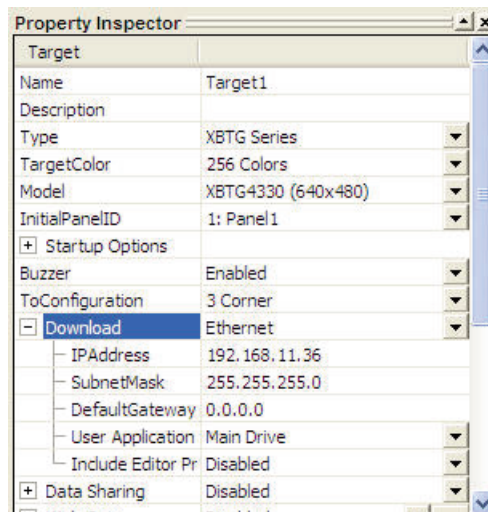 Property Inspector
Target
Name Target1
Description
Type XBTG Series
TargetColor 256 Colors
Model XBTG4330 (640x480)
InitialPanelID 1: Panel1
Startup Options
Buzzer Enabled
ToConfiguration 3 Corner
Download Ethernet
IPAddress 192.168.11.36
SubnetMask 255.255.255.0
DefaultGateway 0.0.0.0
User Application Main Drive
Include Editor Pr Disabled
Data Sharing Disabled